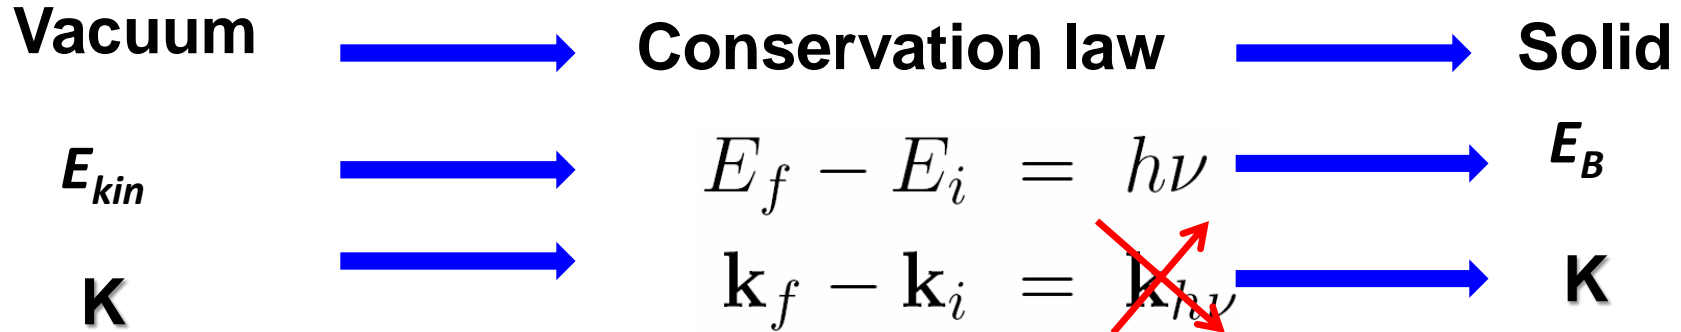 Vacuum Conservation law Solid
E_kin E_f − E_i = hν E_B
K k_f − k_i = k_hν K